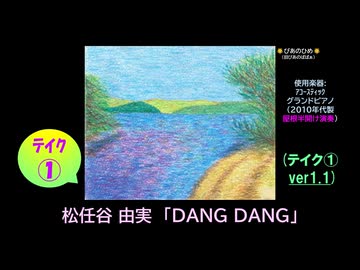 🌻ぴあのひめ🌻
(旧ぴあのぱぱぁ)
使用楽器:
アコースティック
グランドピアノ
(2010年代製
屋根半開け演奏)
テイク
①
(テイク①
ver1.1)
松任谷 由実「DANG DANG」